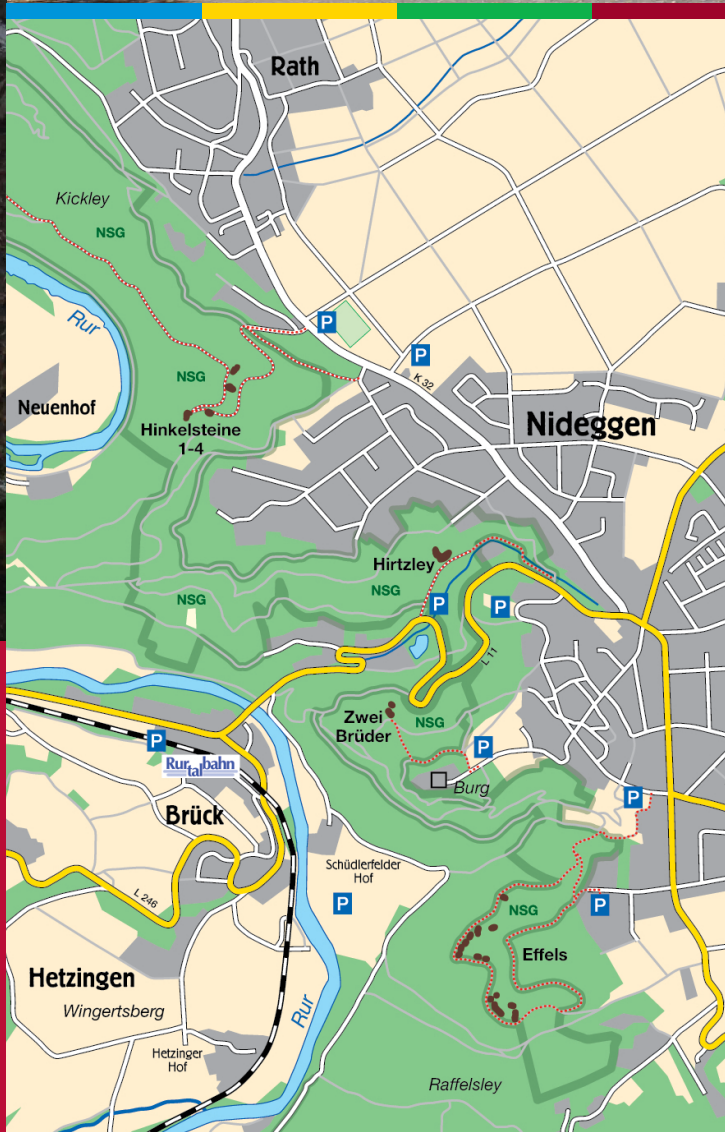 Rath
Kickley
NSG
Rur
P
P
K 32
NSG
Neuenhof
Nideggen
Hinkelsteine
1-4
Hirtzley
NSG
NSG
P
P
L11
Zwei
Brüder
NSG
P
P
Rurtalbahn
Burg
P
Brück
Schüdlerfelder
Hof
L 246
P
NSG
P
Effels
Hetzingen
Wingertsberg
Rur
Hetzinger
Hof
Raffelsley